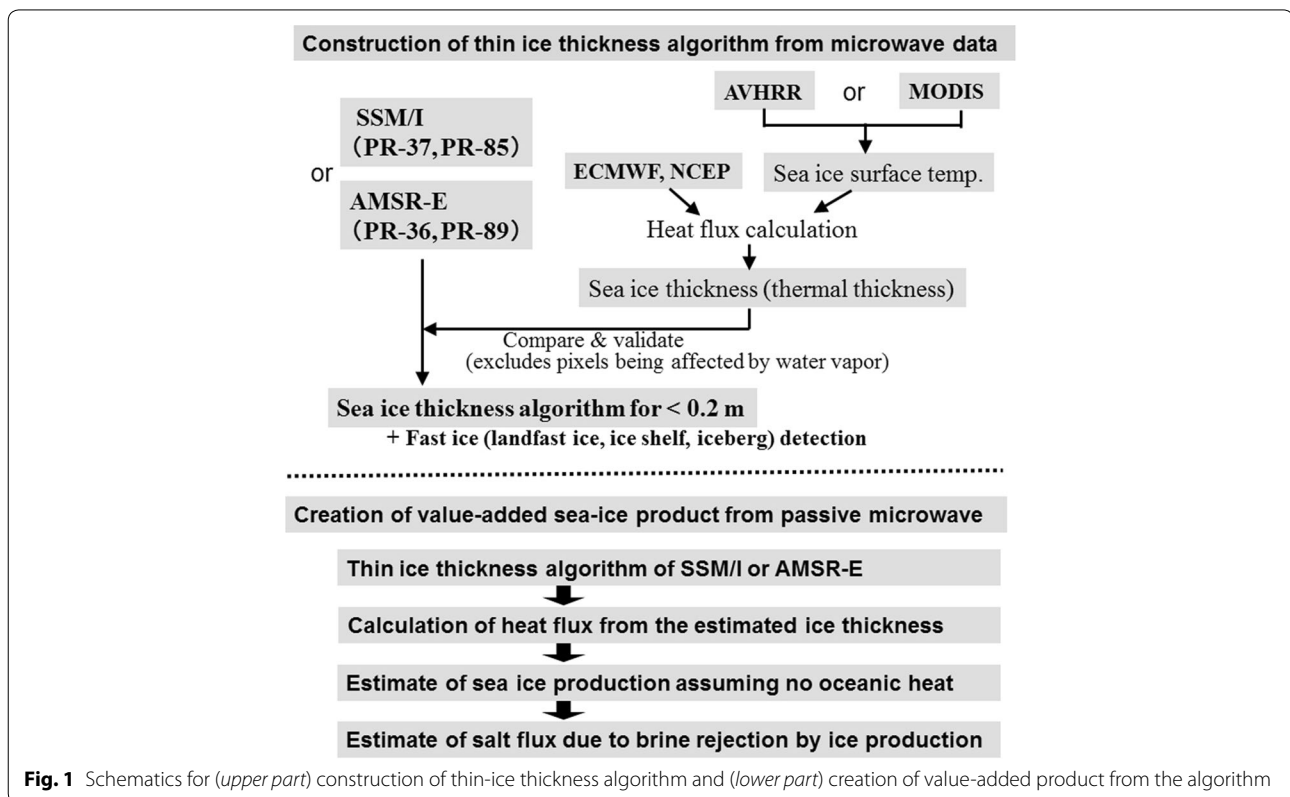 Construction of thin ice thickness algorithm from microwave data
AVHRR or MODIS
SSM/I
(PR-37, PR-85)
or
AMSR-E
(PR-36, PR-89)
ECMWF, NCEP
Sea ice surface temp.
Heat flux calculation
Sea ice thickness (thermal thickness)
Compare & validate
(excludes pixels being affected by water vapor)
Sea ice thickness algorithm for < 0.2 m
+ Fast ice (landfast ice, ice shelf, iceberg) detection
Creation of value-added sea-ice product from passive microwave
Thin ice thickness algorithm of SSM/I or AMSR-E
Calculation of heat flux from the estimated ice thickness
Estimate of sea ice production assuming no oceanic heat
Estimate of salt flux due to brine rejection by ice production
Fig. 1 Schematics for (upper part) construction of thin-ice thickness algorithm and (lower part) creation of value-added product from the algorithm